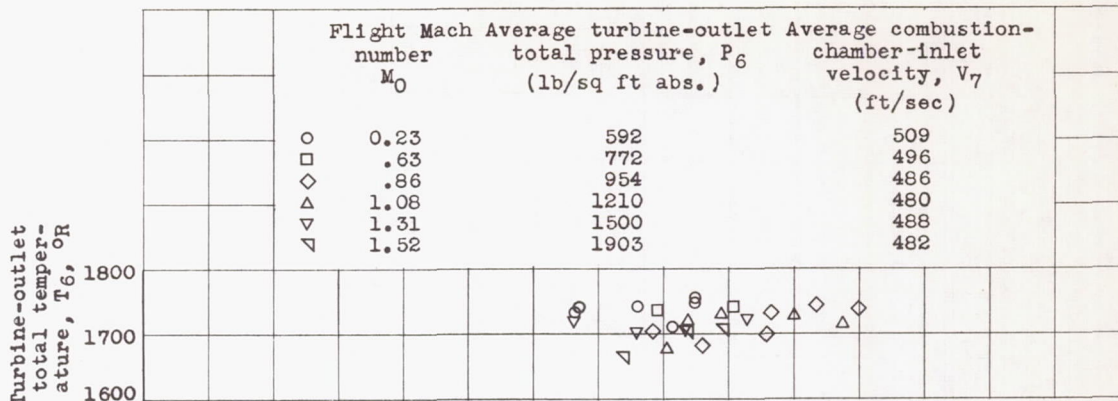 Flight Mach Average turbine-outlet Average combustion-
number total pressure, P6 chamber-inlet
M0 (lb/sq ft abs.) velocity, V7
(ft/sec)
0.23 592 509
.63 772 496
.86 954 486
1.08 1210 480
1.31 1500 488
1.52 1903 482
Turbine-outlet
total temper-
ature, T6, °R
1800
1700
1600